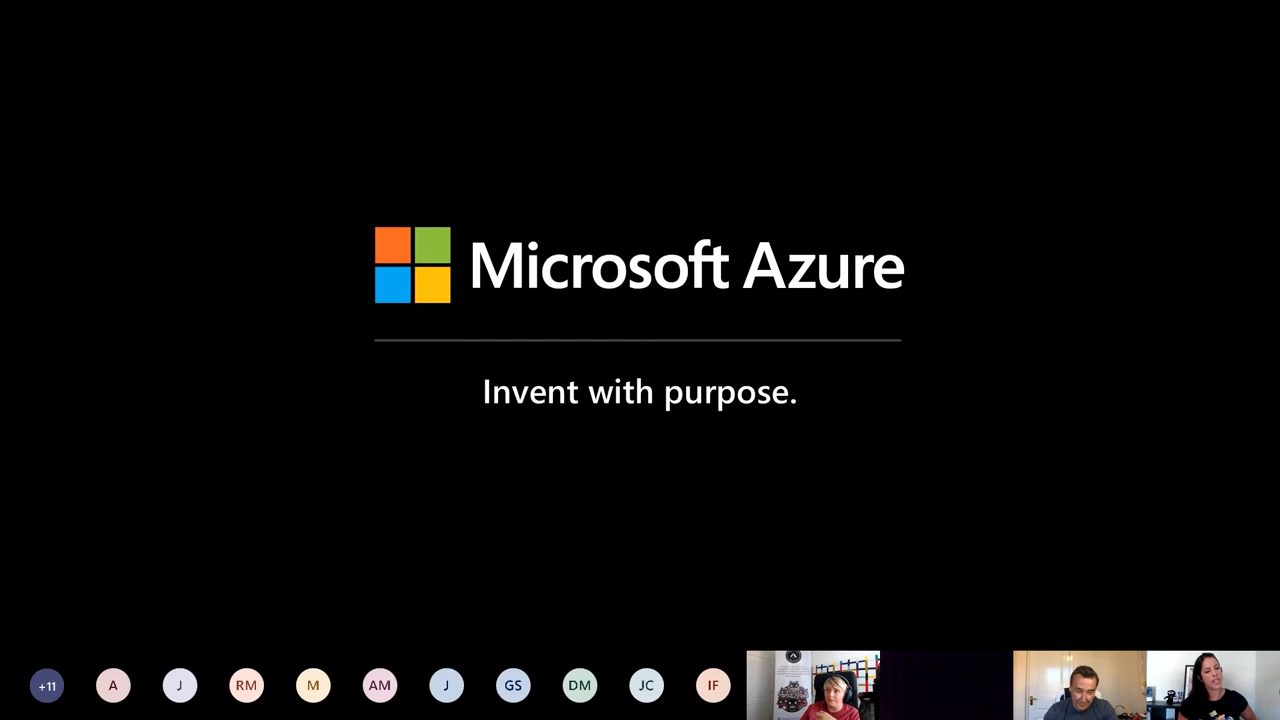 Microsoft Azure
Invent with purpose.
+11 A J RM M AM J GS DM JC IF